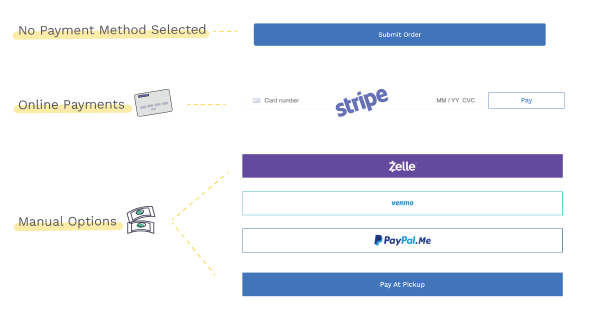 No Payment Method Selected
Submit Order
Online Payments
Card number
stripe
MM / YY CVC
Pay
Manual Options
Zelle
venmo
PayPal.Me
Pay At Pickup